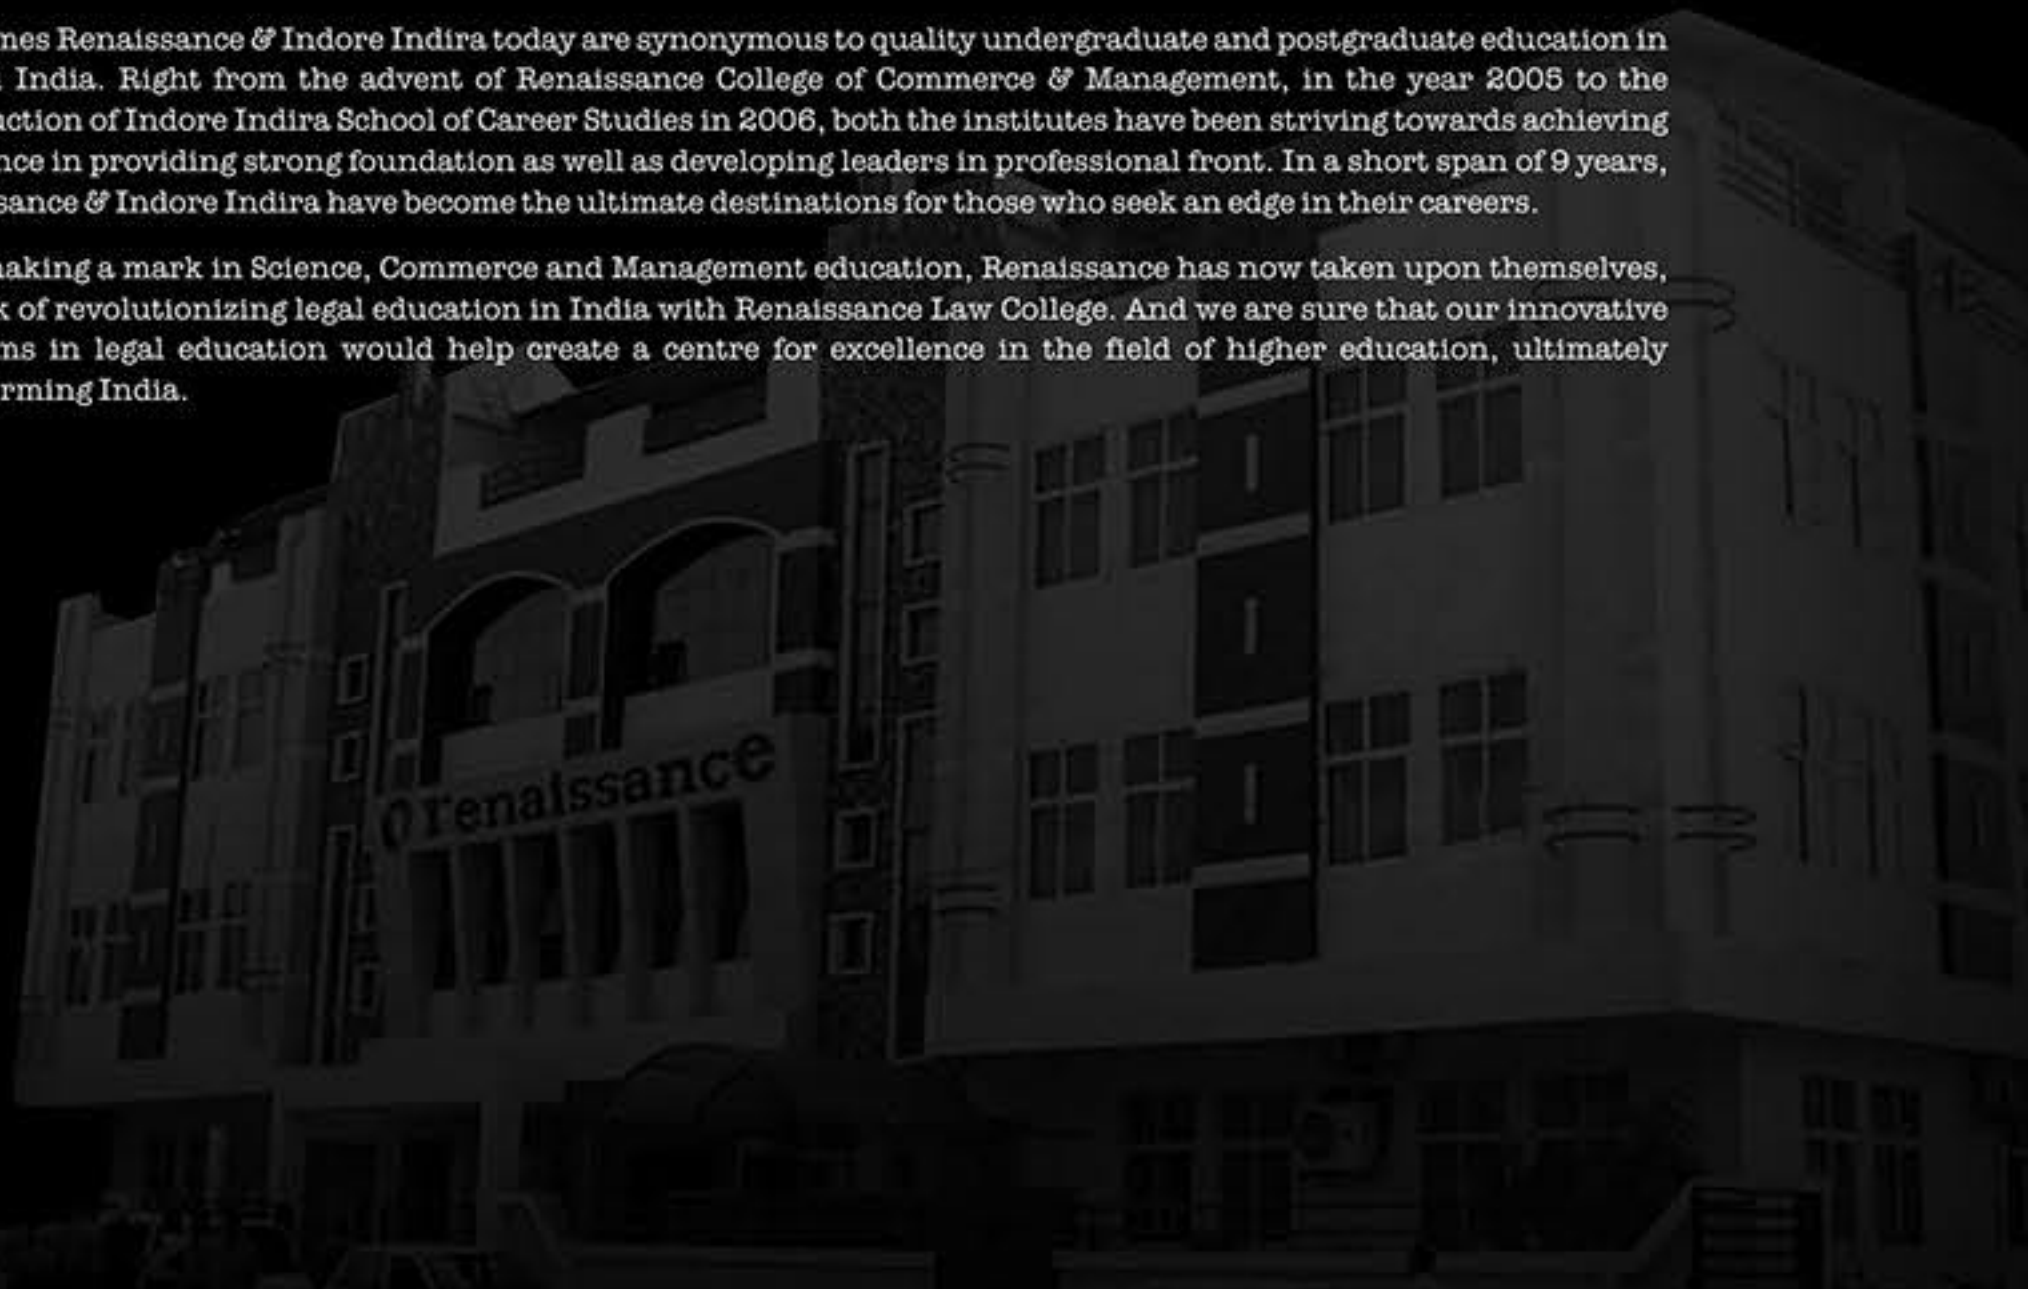 mes Renaissance & Indore Indira today are synonymous to quality undergraduate and postgraduate education in
India. Right from the advent of Renaissance College of Commerce & Management, in the year 2005 to the
ction of Indore Indira School of Career Studies in 2006, both the institutes have been striving towards achieving
nce in providing strong foundation as well as developing leaders in professional front. In a short span of 9 years,
sance & Indore Indira have become the ultimate destinations for those who seek an edge in their careers.
aking a mark in Science, Commerce and Management education, Renaissance has now taken upon themselves,
k of revolutionizing legal education in India with Renaissance Law College. And we are sure that our innovative
ms in legal education would help create a centre for excellence in the field of higher education, ultimately
rming India.
renaissance